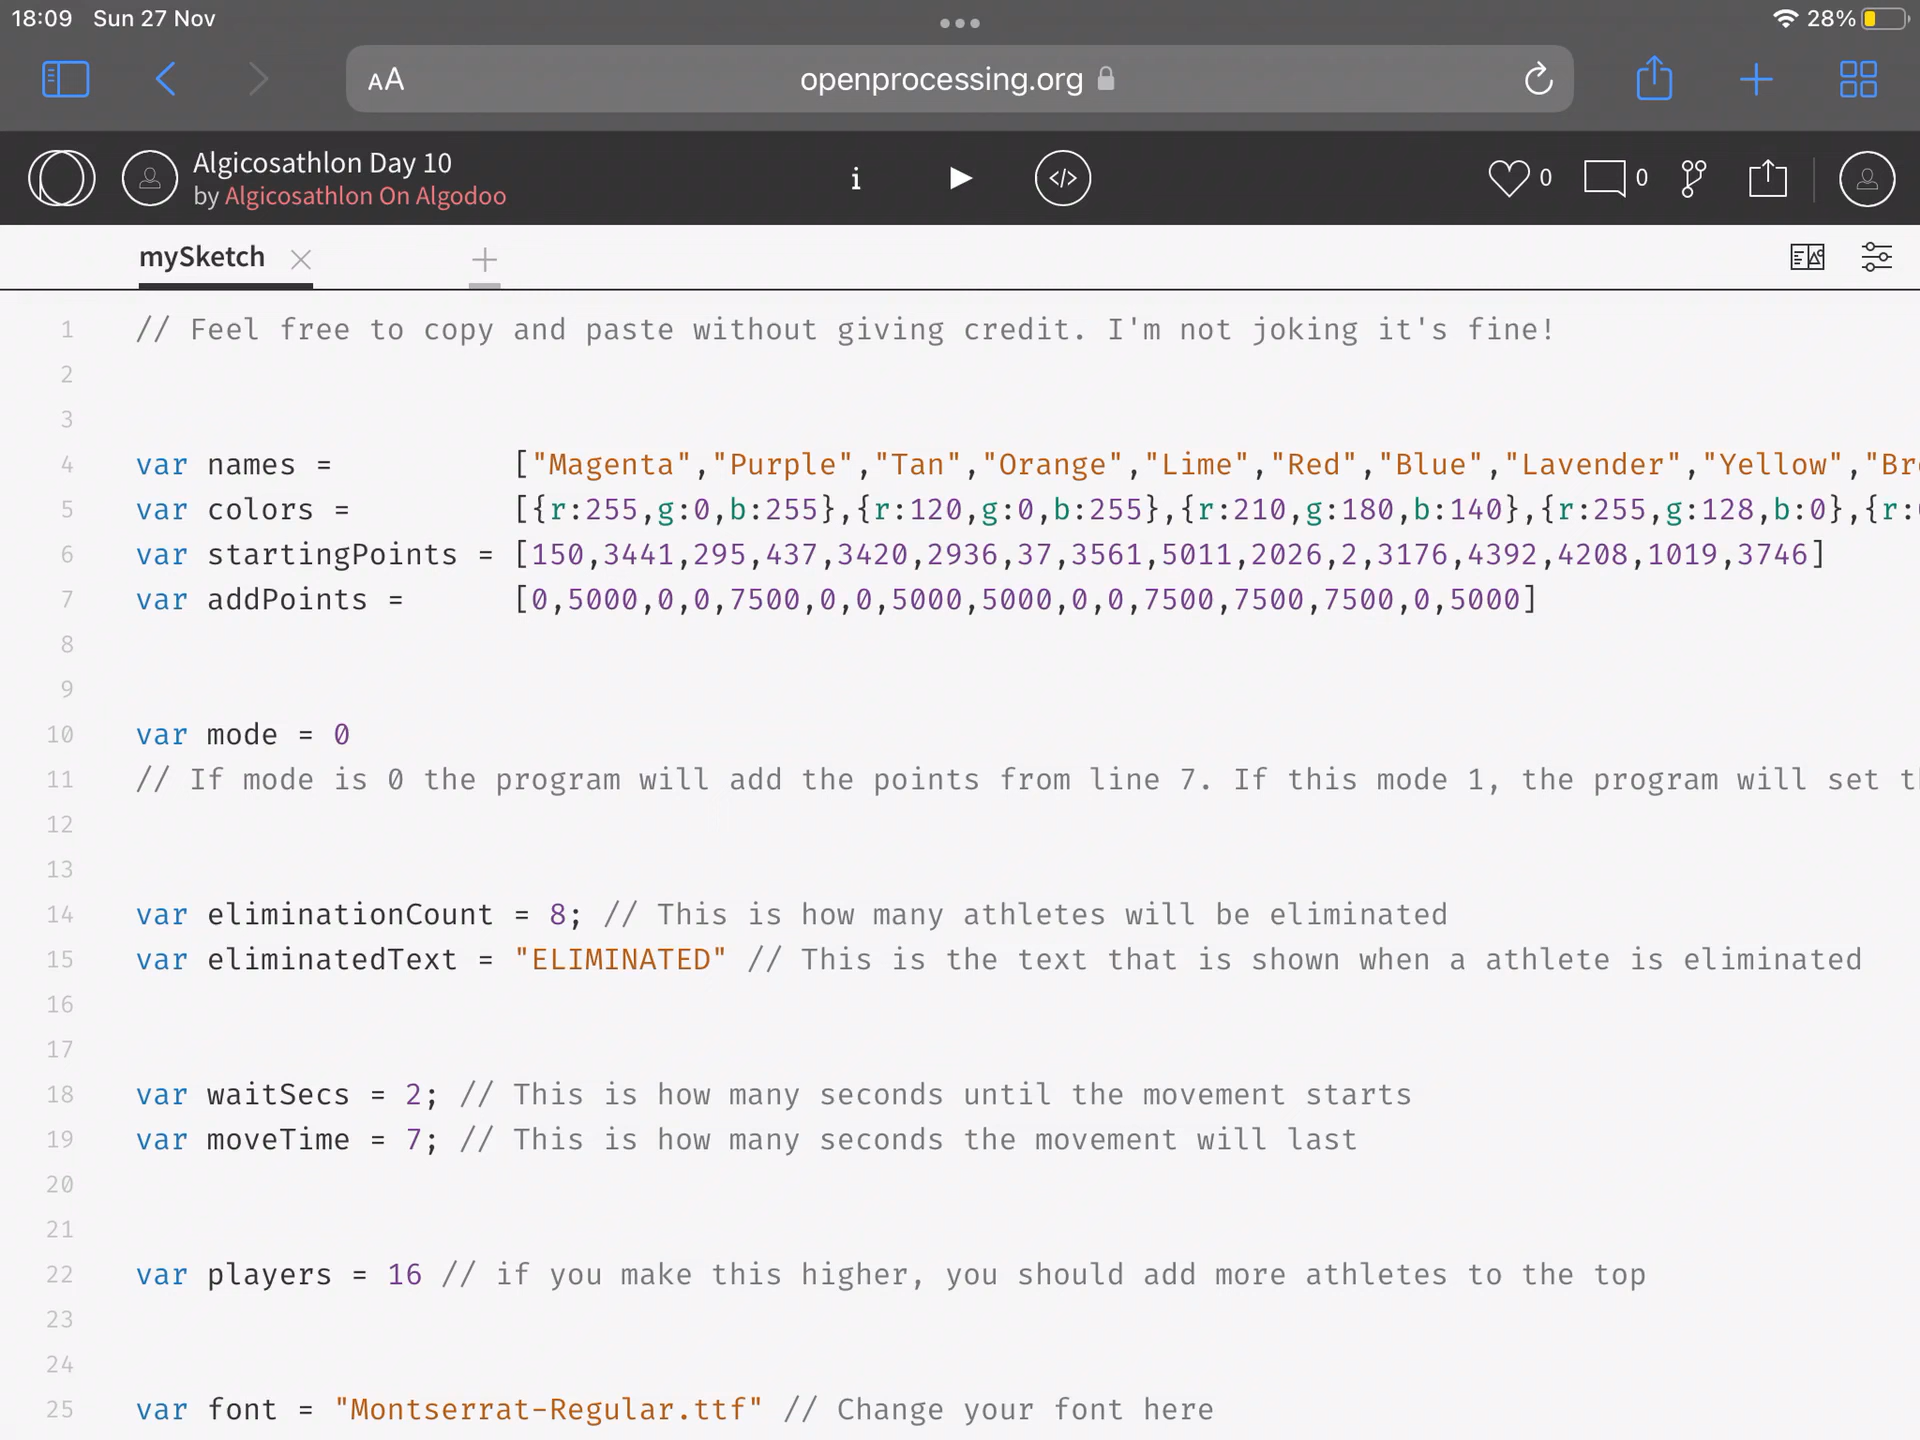 18:09 Sun 27 Nov 28%
AA openprocessing.org
Algicosathlon Day 10
by Algicosathlon On Algodoo
i </> 0 0
mySketch
1 // Feel free to copy and paste without giving credit. I'm not joking it's fine!
2
3
4 var names = ["Magenta","Purple","Tan","Orange","Lime","Red","Blue","Lavender","Yellow","Br
5 var colors = [{r:255,g:0,b:255},{r:120,g:0,b:255},{r:210,g:180,b:140},{r:255,g:128,b:0},{r:
6 var startingPoints = [150,3441,295,437,3420,2936,37,3561,5011,2026,2,3176,4392,4208,1019,3746]
7 var addPoints = [0,5000,0,0,7500,0,0,5000,5000,0,0,7500,7500,7500,0,5000]
8
9
10 var mode = 0
11 // If mode is 0 the program will add the points from line 7. If this mode 1, the program will set
12
13
14 var eliminationCount = 8; // This is how many athletes will be eliminated
15 var eliminatedText = "ELIMINATED" // This is the text that is shown when a athlete is eliminated
16
17
18 var waitSecs = 2; // This is how many seconds until the movement starts
19 var moveTime = 7; // This is how many seconds the movement will last
20
21
22 var players = 16 // if you make this higher, you should add more athletes to the top
23
24
25 var font = "Montserrat-Regular.ttf" // Change your font here